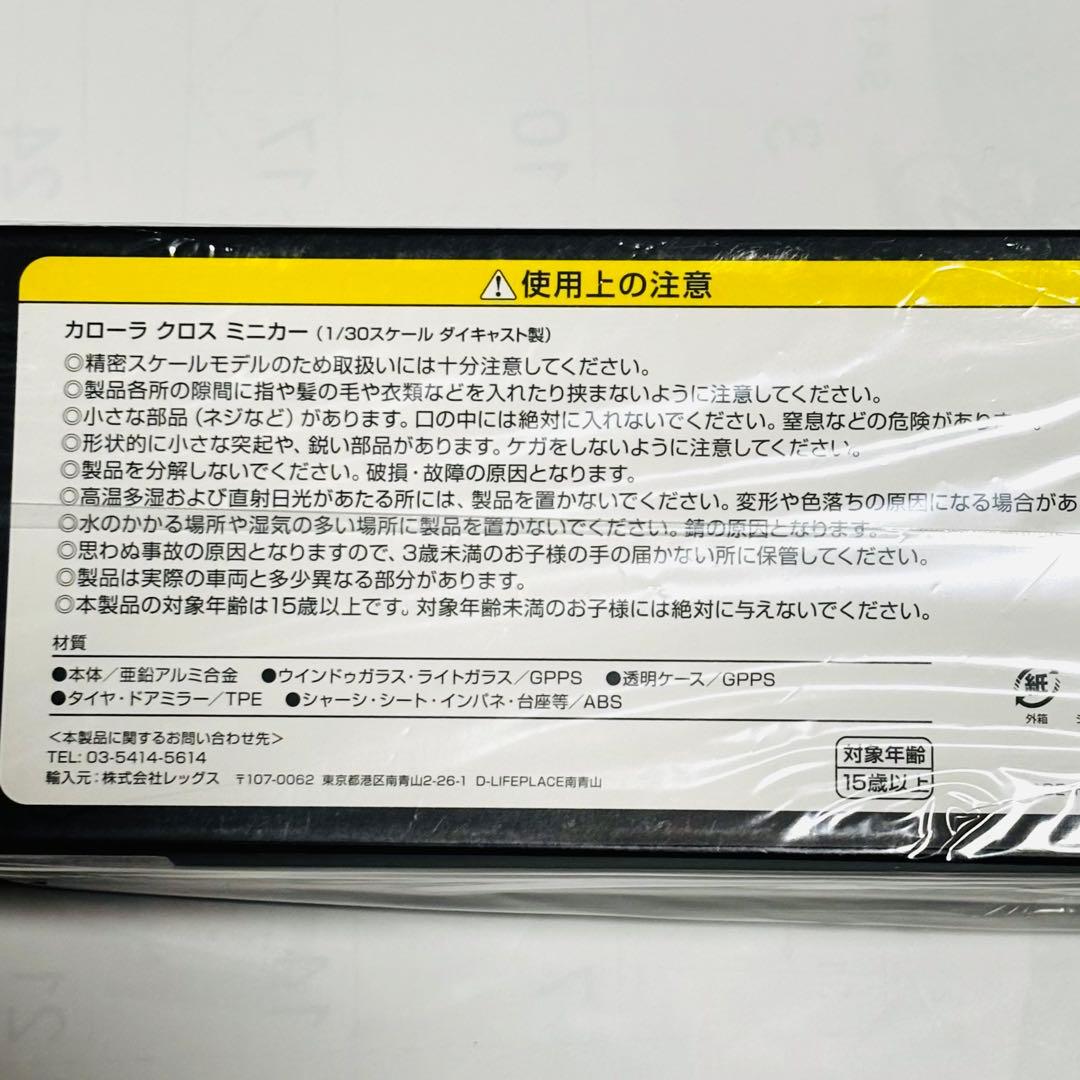 24
17
10
3
⚠使用上の注意
カローラ クロス ミニカー（1/30スケール ダイキャスト製）
◎精密スケールモデルのため取扱いには十分注意してください。
◎製品各所の隙間に指や髪の毛や衣類などを入れたり挟まないように注意してください。
◎小さな部品（ネジなど）があります。口の中には絶対に入れないでください。窒息などの危険があります。
◎形状的に小さな突起や、鋭い部品があります。ケガをしないように注意してください。
◎製品を分解しないでください。破損・故障の原因となります。
◎高温多湿および直射日光があたる所には、製品を置かないでください。変形や色落ちの原因になる場合があ
◎水のかかる場所や湿気の多い場所に製品を置かないでください。錆の原因となります。
◎思わぬ事故の原因となりますので、3歳未満のお子様の手の届かない所に保管してください。
◎製品は実際の車両と多少異なる部分があります。
◎本製品の対象年齢は15歳以上です。対象年齢未満のお子様には絶対に与えないでください。
材質
●本体／亜鉛アルミ合金 ●ウインドゥガラス・ライトガラス／GPPS ●透明ケース／GPPS
●タイヤ・ドアミラー／TPE ●シャーシ・シート・インパネ・台座等／ABS
紙
外箱
＜本製品に関するお問い合わせ先＞
TEL: 03-5414-5614
輸入元：株式会社レッグス 〒107-0062 東京都港区南青山2-26-1 D-LIFEPLACE南青山
対象年齢
15歳以上
21
14